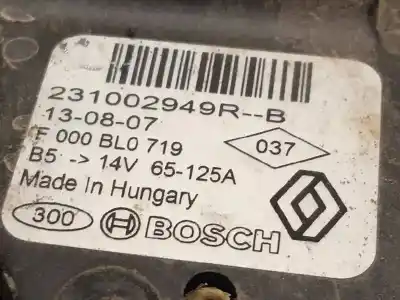 231002949R--B
13-08-07
F 000 BL0 719
037
B5 -> 14V 65-125A
Made In Hungary
300 BOSCH